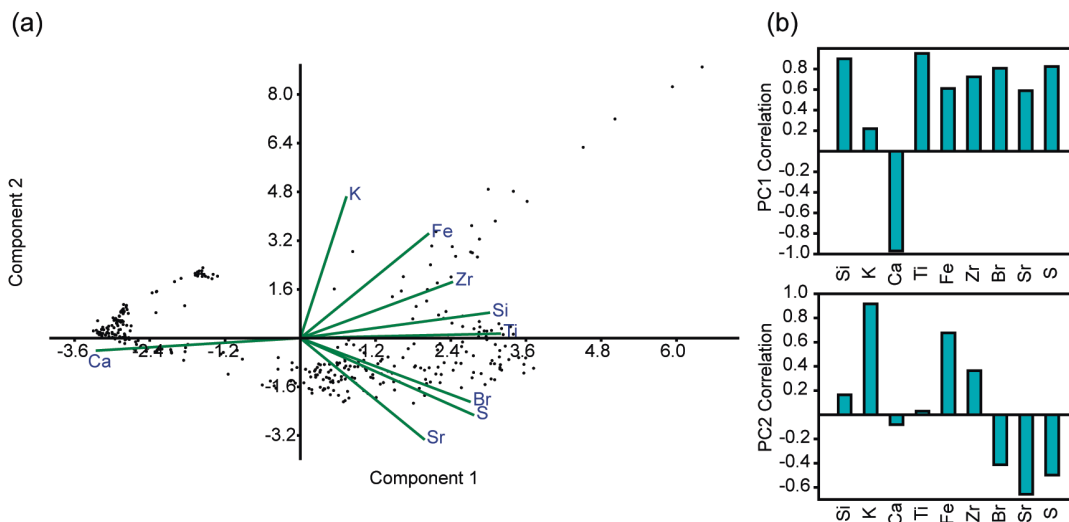 (a)
Component 2
8.0
6.4
4.8
3.2
1.6
-1.6
-3.2
-3.6 -2.4 -1.2 1.2 2.4 3.6 4.8 6.0
K
Fe
Zr
Si
Ti
Ca
Br
S
Sr
Component 1
(b)
PC1 Correlation
0.8
0.6
0.4
0.2
-0.2
-0.4
-0.6
-0.8
-1.0
Si K Ca Ti Fe Zr Br Sr S
PC2 Correlation
1.0
0.8
0.6
0.4
0.2
-0.2
-0.4
-0.6
Si K Ca Ti Fe Zr Br Sr S